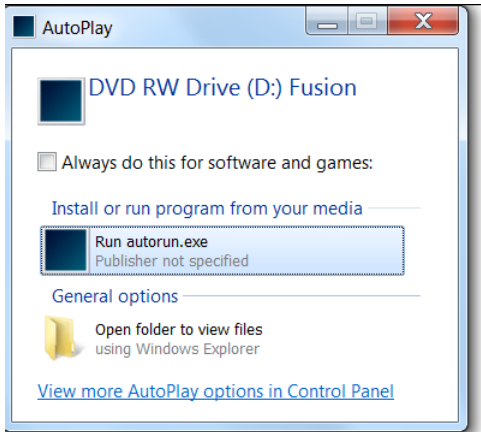 AutoPlay
DVD RW Drive (D:) Fusion
Always do this for software and games:
Install or run program from your media
Run autorun.exe
Publisher not specified
General options
Open folder to view files
using Windows Explorer
View more AutoPlay options in Control Panel